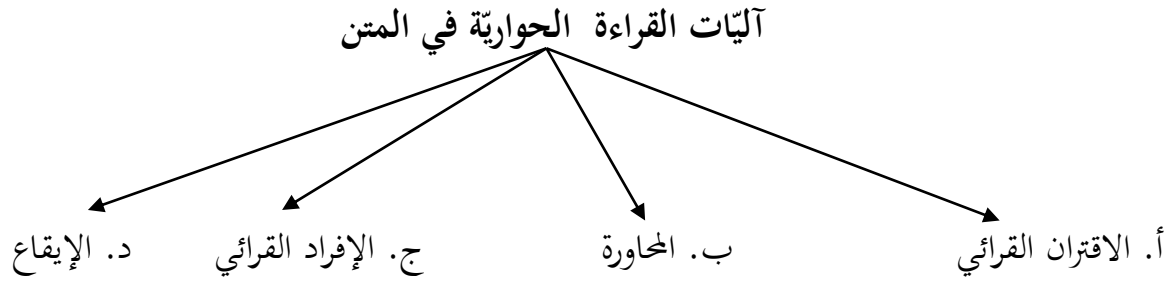 آليّات القراءة الحواريّة في المتن
أ. الاقتران القرائي ب. المحاورة ج. الإفراد القرائي د. الإيقاع